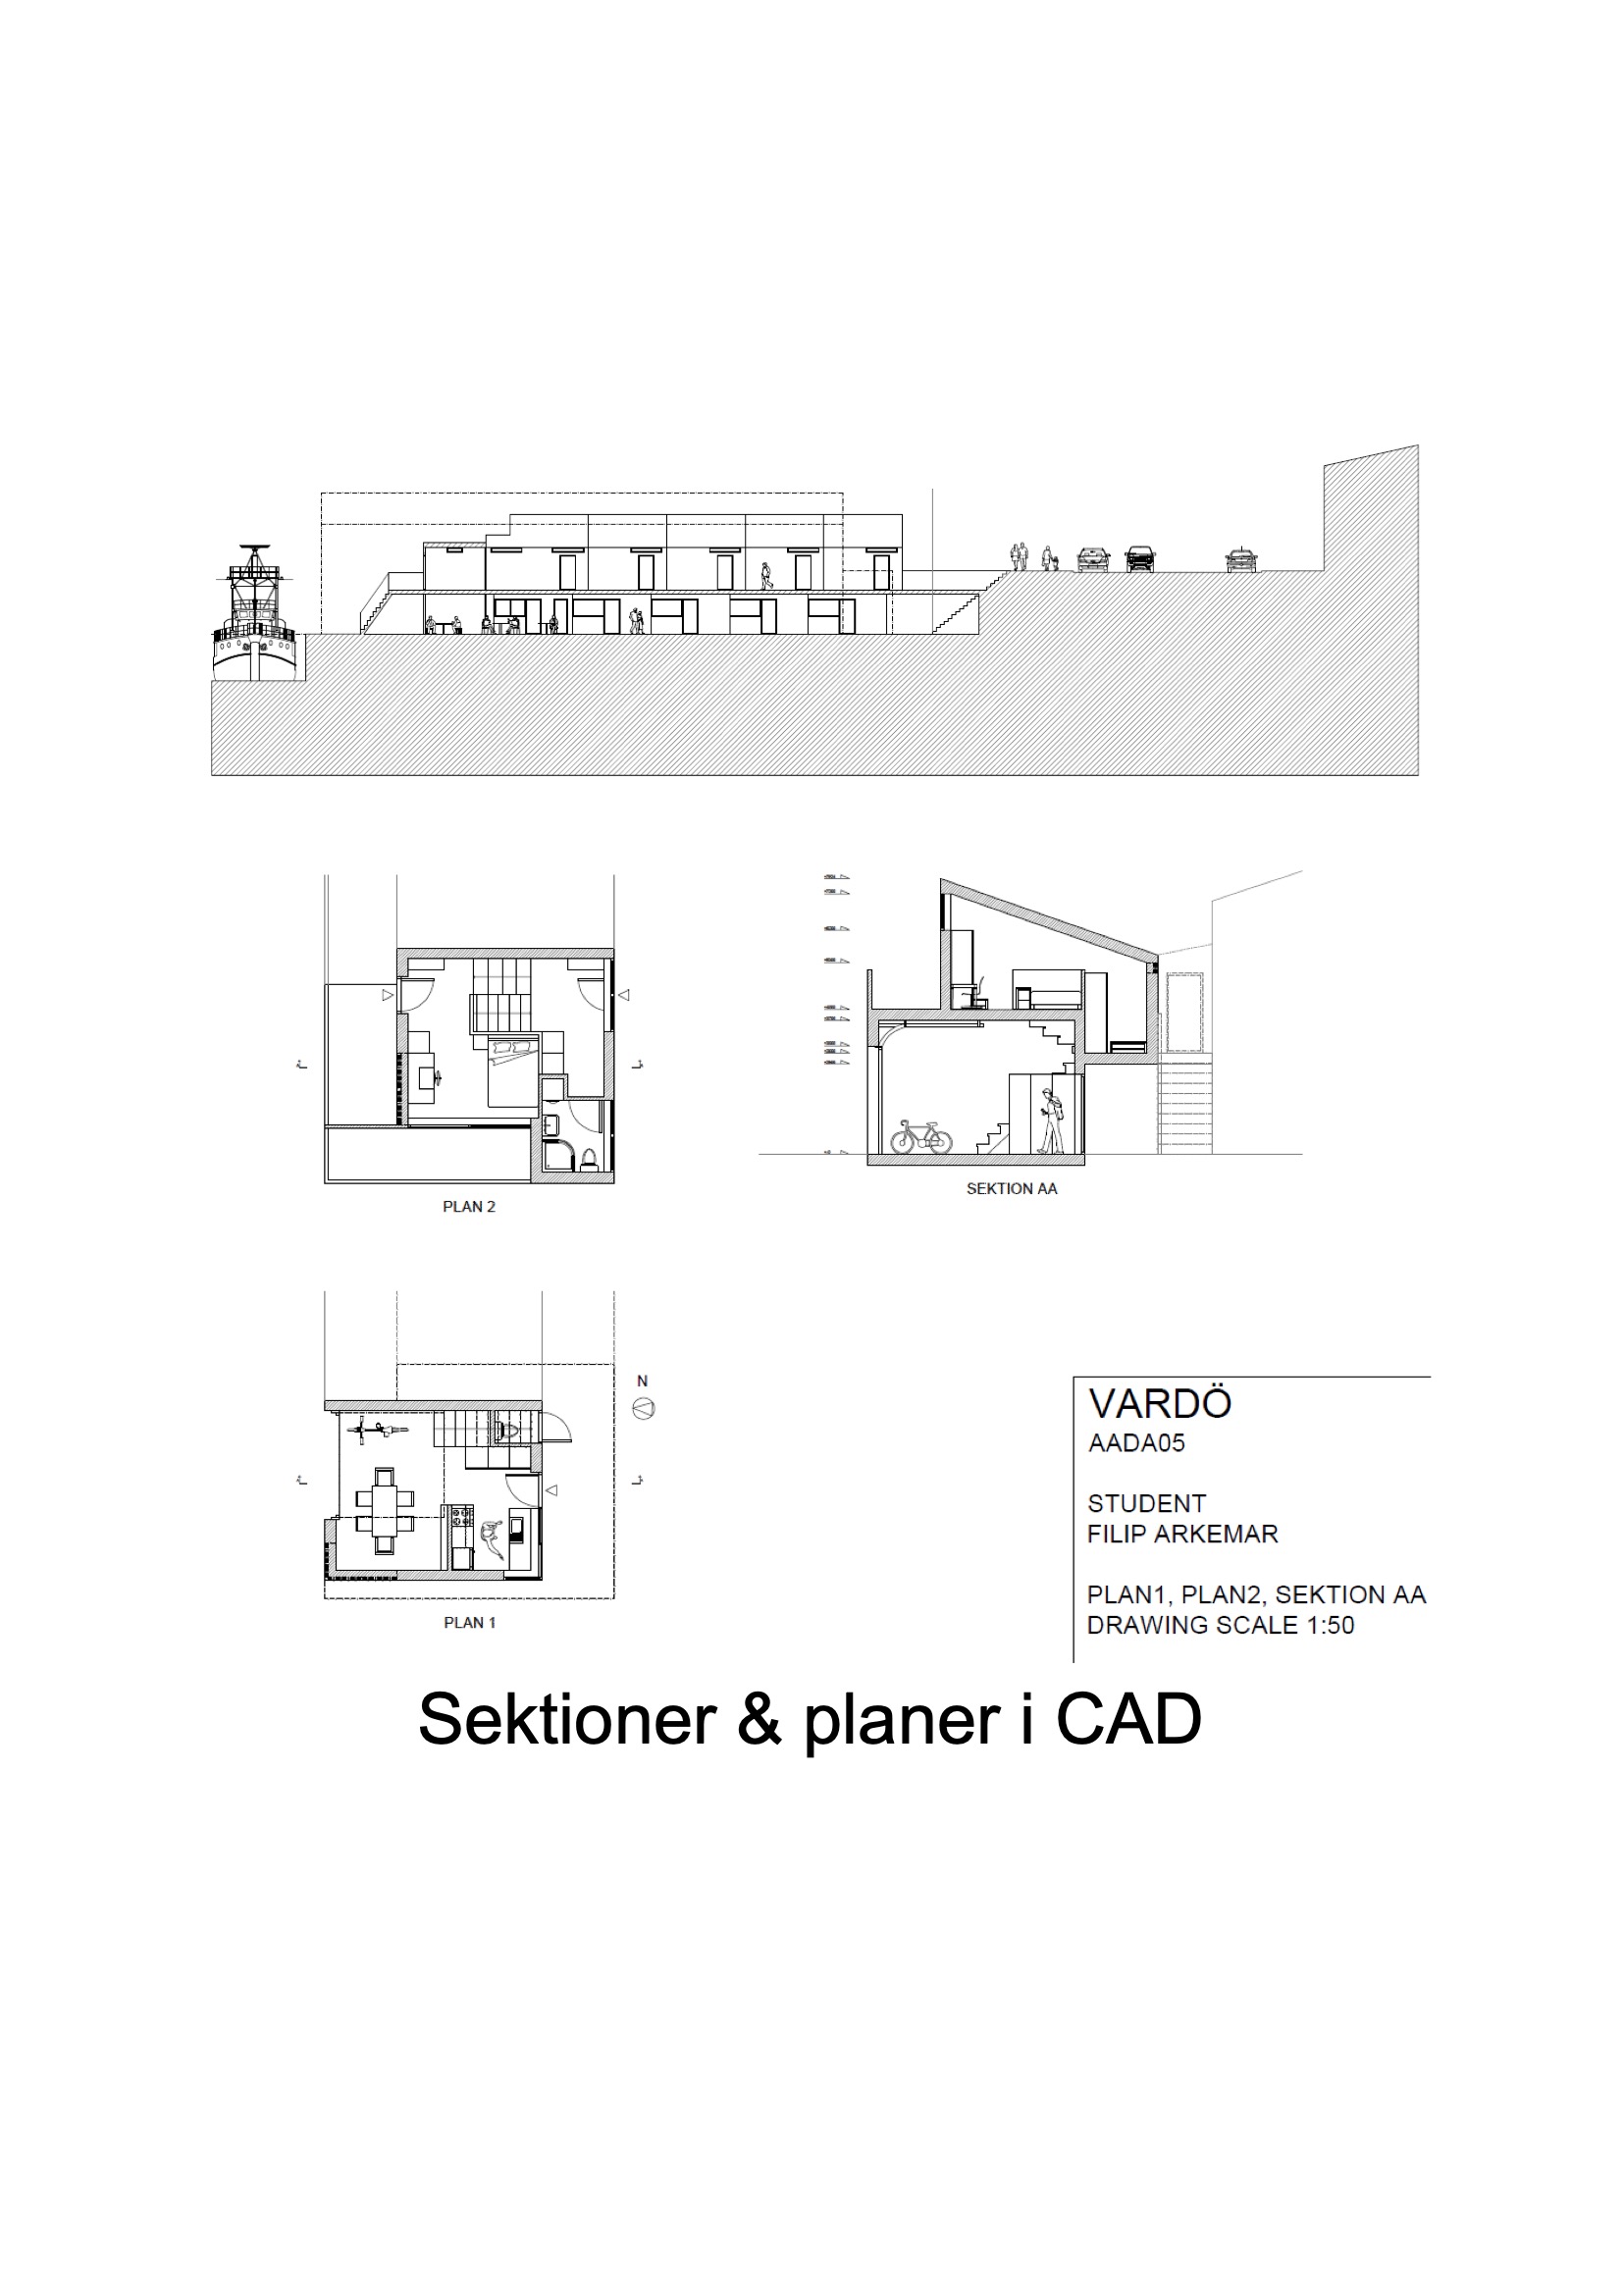 PLAN 2
SEKTION AA
N
PLAN 1
VARDÖ
AADA05
STUDENT
FILIP ARKEMAR
PLAN1, PLAN2, SEKTION AA
DRAWING SCALE 1:50
Sektioner & planer i CAD